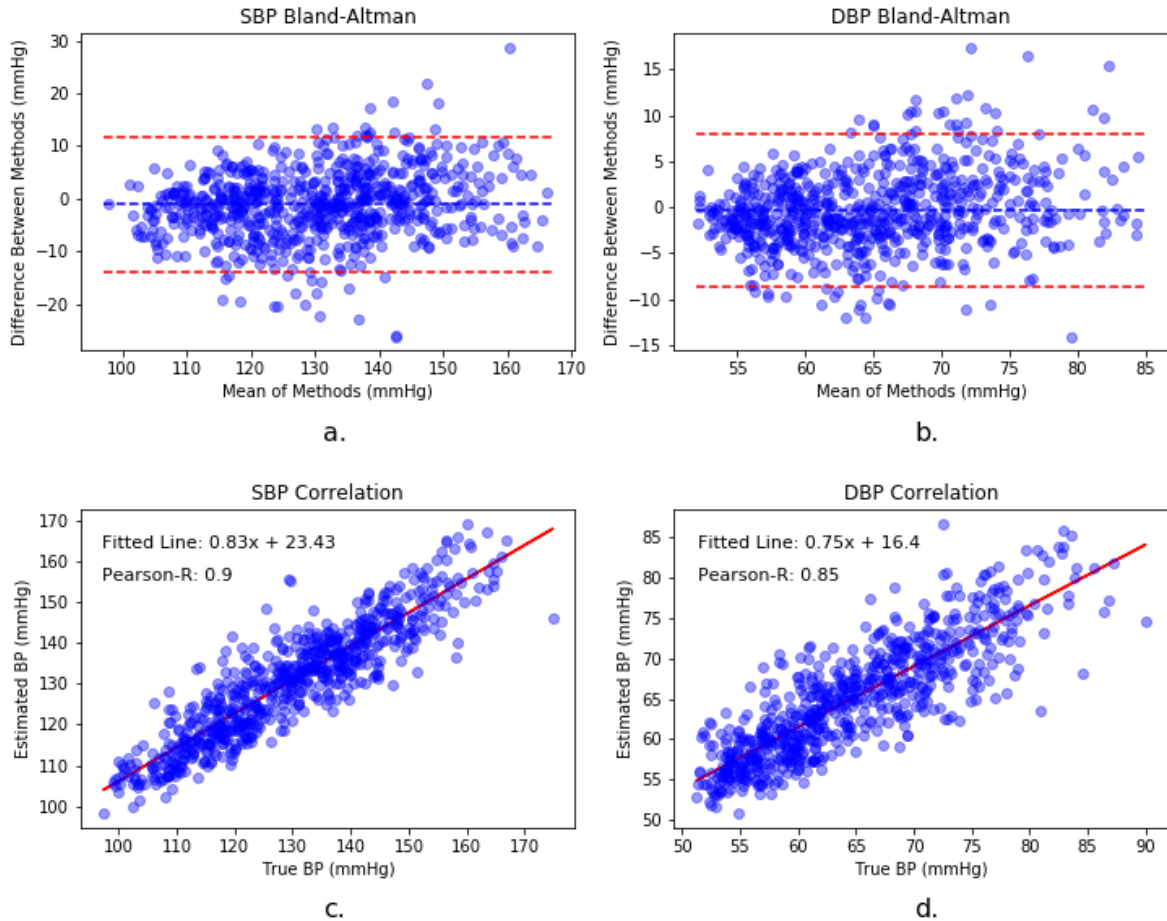 SBP Bland-Altman
Difference Between Methods (mmHg)
30
20
10
0
−10
−20
100 110 120 130 140 150 160 170
Mean of Methods (mmHg)
a.
DBP Bland-Altman
Difference Between Methods (mmHg)
15
10
5
0
−5
−10
−15
55 60 65 70 75 80 85
Mean of Methods (mmHg)
b.
SBP Correlation
Fitted Line: 0.83x + 23.43
Pearson-R: 0.9
Estimated BP (mmHg)
170
160
150
140
130
120
110
100
100 110 120 130 140 150 160 170
True BP (mmHg)
c.
DBP Correlation
Fitted Line: 0.75x + 16.4
Pearson-R: 0.85
Estimated BP (mmHg)
85
80
75
70
65
60
55
50
50 55 60 65 70 75 80 85 90
True BP (mmHg)
d.